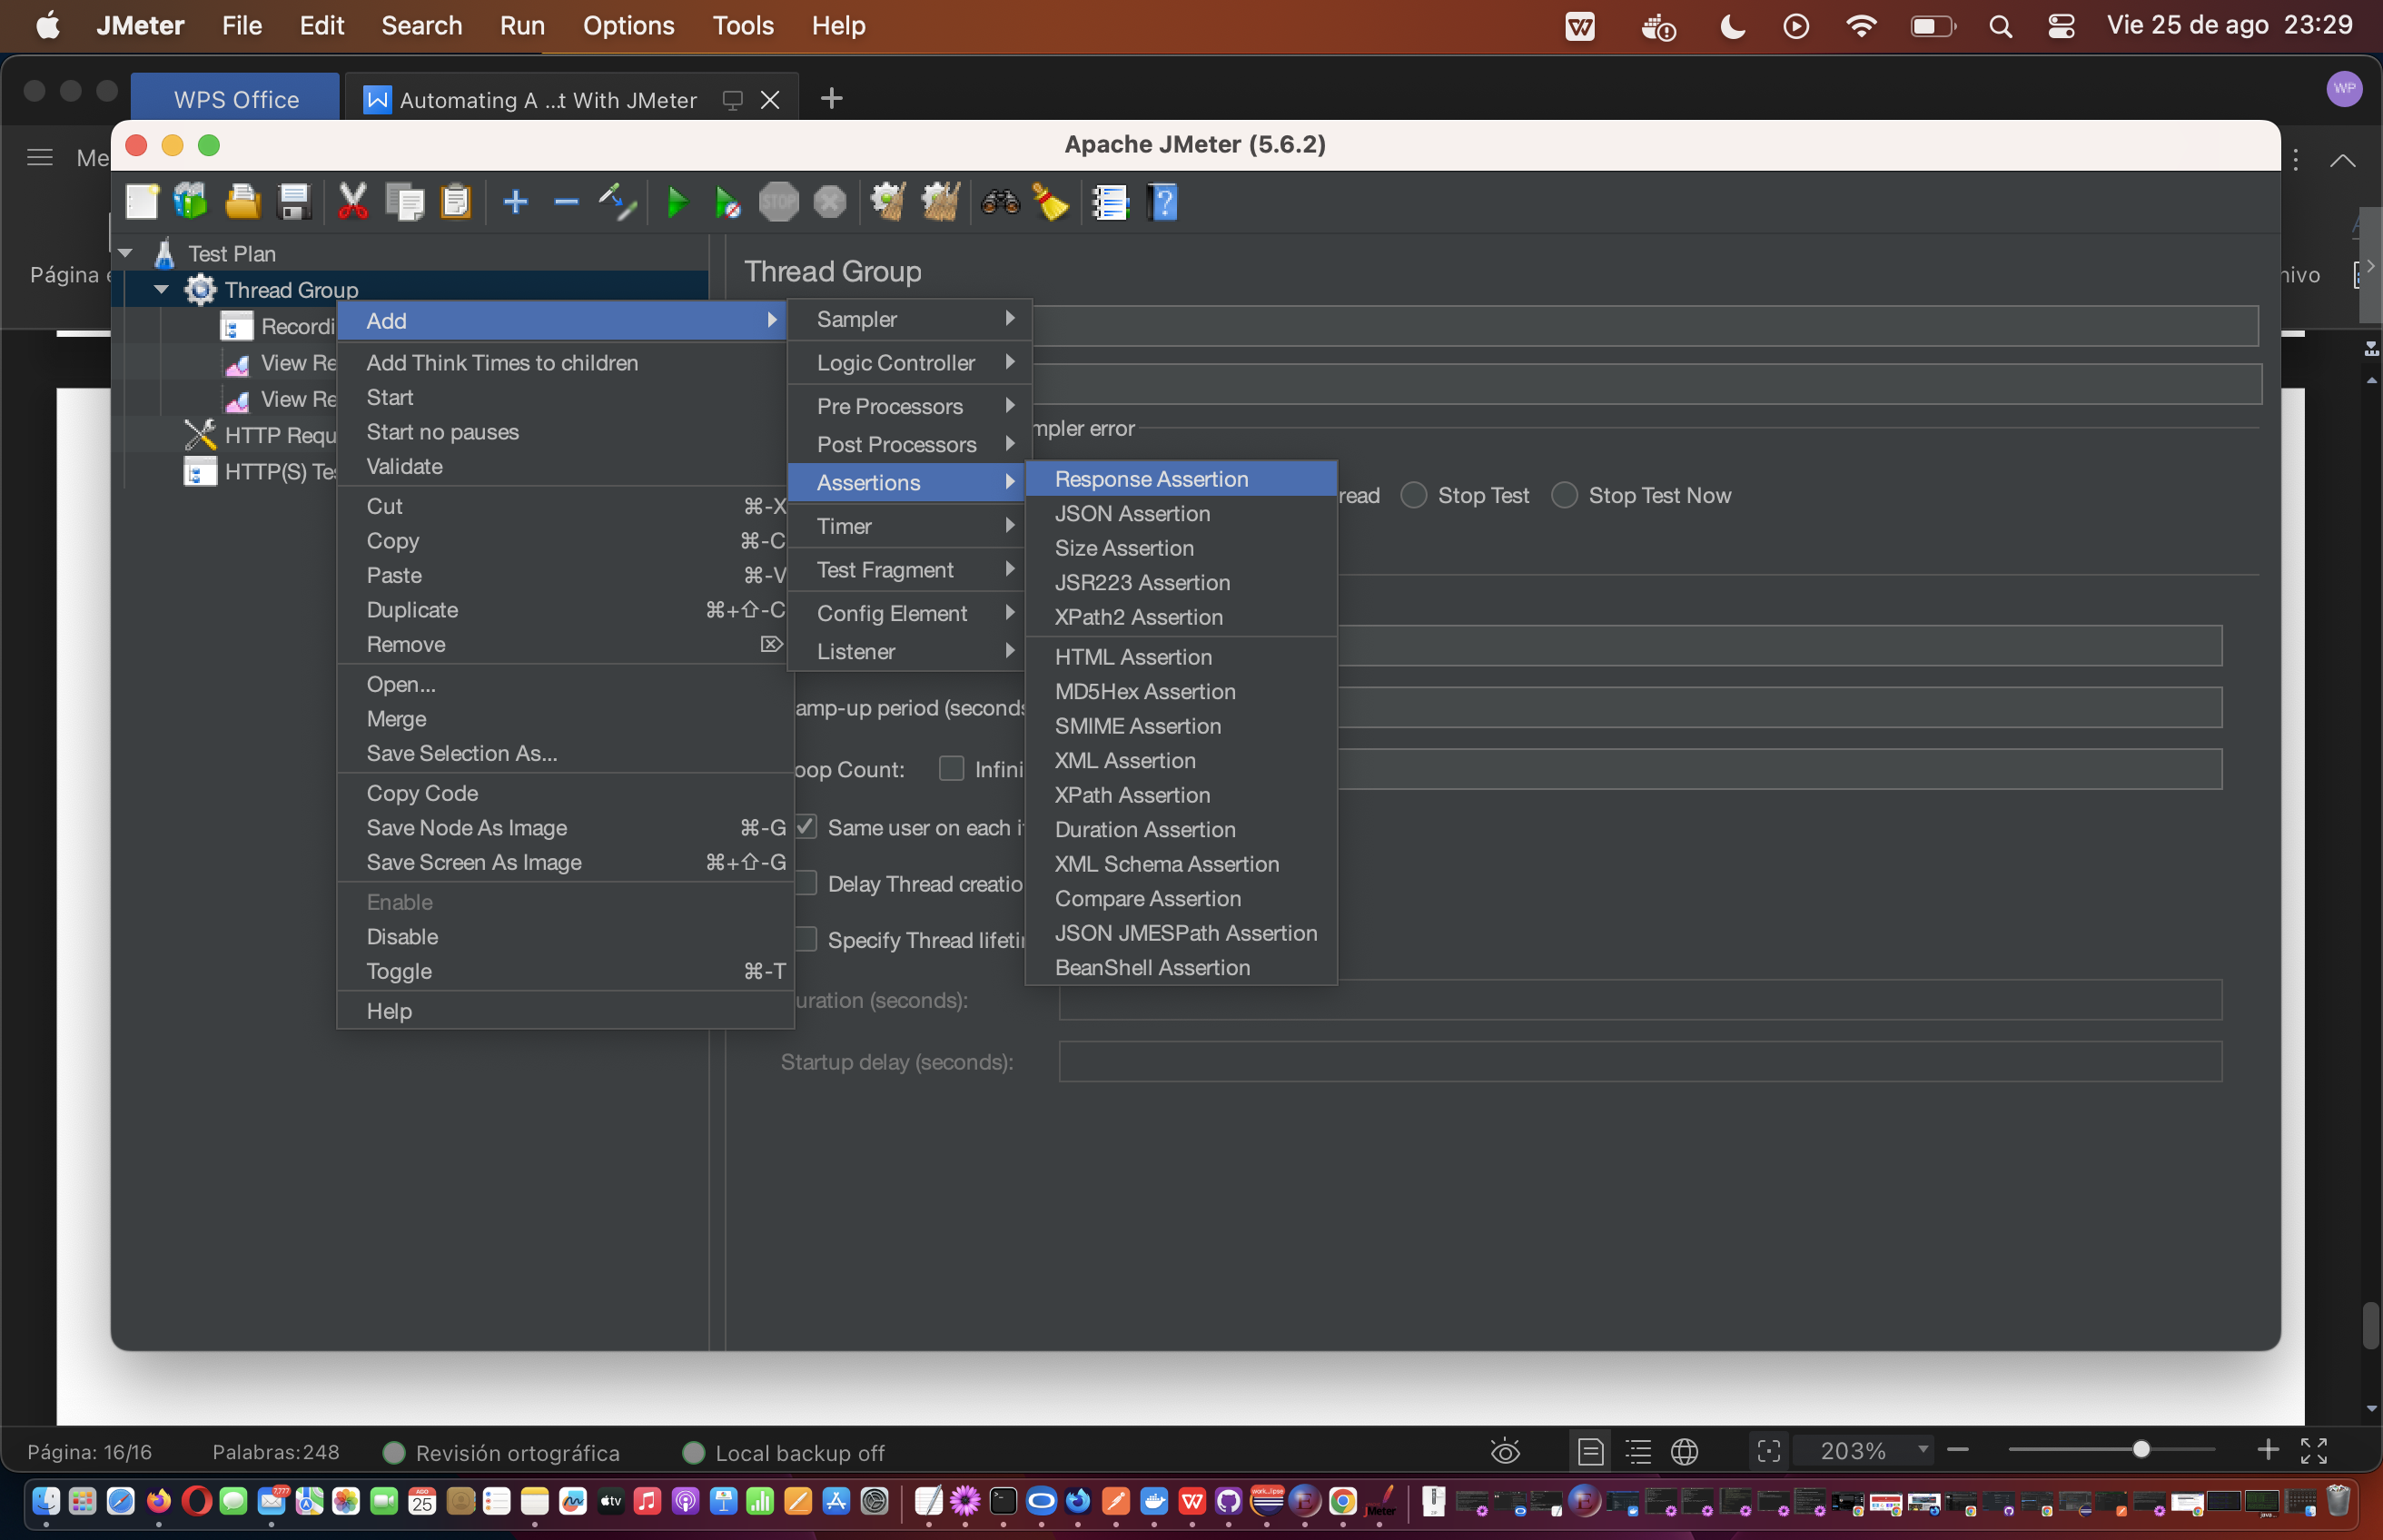 JMeter File Edit Search Run Options Tools Help Vie 25 de ago 23:29
WPS Office Automating A ...t With JMeter WP
Apache JMeter (5.6.2)
STOP
Test Plan
Thread Group
Thread Group
Recordi
View Re
View Re
HTTP Requ
HTTP(S) Te
Add
Add Think Times to children
Start
Start no pauses
Validate
Cut ⌘-X
Copy ⌘-C
Paste ⌘-V
Duplicate ⌘+⇧-C
Remove ⌦
Open...
Merge
Save Selection As...
Copy Code
Save Node As Image ⌘-G
Save Screen As Image ⌘+⇧-G
Enable
Disable
Toggle ⌘-T
Help
Sampler
Logic Controller
Pre Processors
Post Processors
Assertions
Timer
Test Fragment
Config Element
Listener
Response Assertion
JSON Assertion
Size Assertion
JSR223 Assertion
XPath2 Assertion
HTML Assertion
MD5Hex Assertion
SMIME Assertion
XML Assertion
XPath Assertion
Duration Assertion
XML Schema Assertion
Compare Assertion
JSON JMESPath Assertion
BeanShell Assertion
mpler error
read Stop Test Stop Test Now
amp-up period (seconds
oop Count: Infini
Same user on each i
Delay Thread creatio
Specify Thread lifeti
uration (seconds):
Startup delay (seconds):
Me
Página e
hivo
Página: 16/16 Palabras:248 Revisión ortográfica Local backup off 203%
7,777
AGO
25
tv